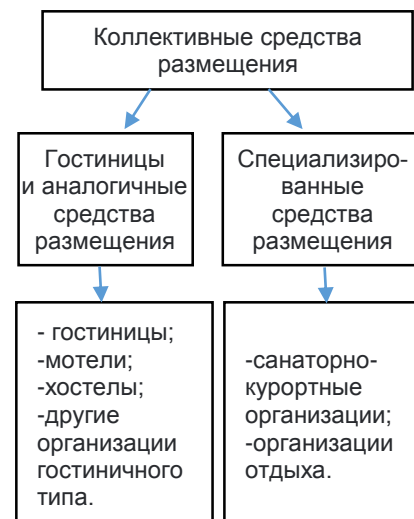 Коллективные средства
размещения
Гостиницы
и аналогичные
средства
размещения
Специализиро-
ванные
средства
размещения
- гостиницы;
-мотели;
-хостелы;
-другие
организации
гостиничного
типа.
-санаторно-
курортные
организации;
-организации
отдыха.